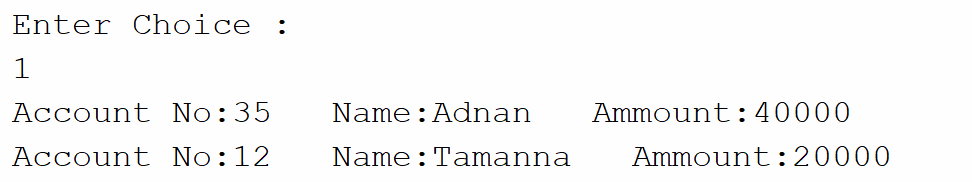 Enter Choice :
1
Account No:35   Name:Adnan   Ammount:40000
Account No:12   Name:Tamanna   Ammount:20000